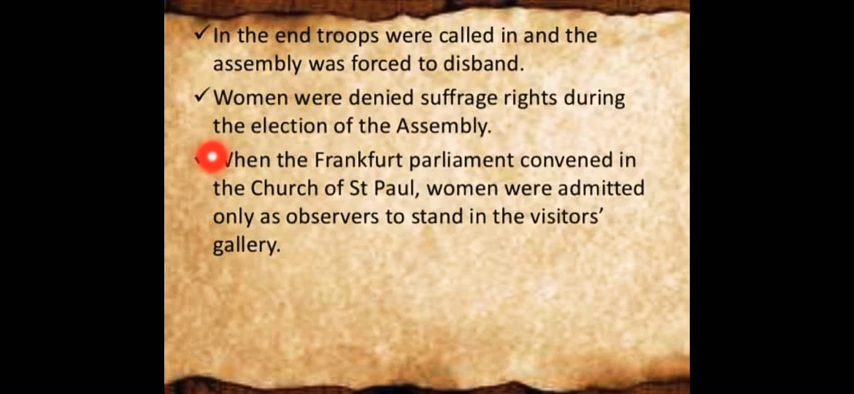 ✓In the end troops were called in and the
assembly was forced to disband.
✓Women were denied suffrage rights during
the election of the Assembly.
When the Frankfurt parliament convened in
the Church of St Paul, women were admitted
only as observers to stand in the visitors'
gallery.